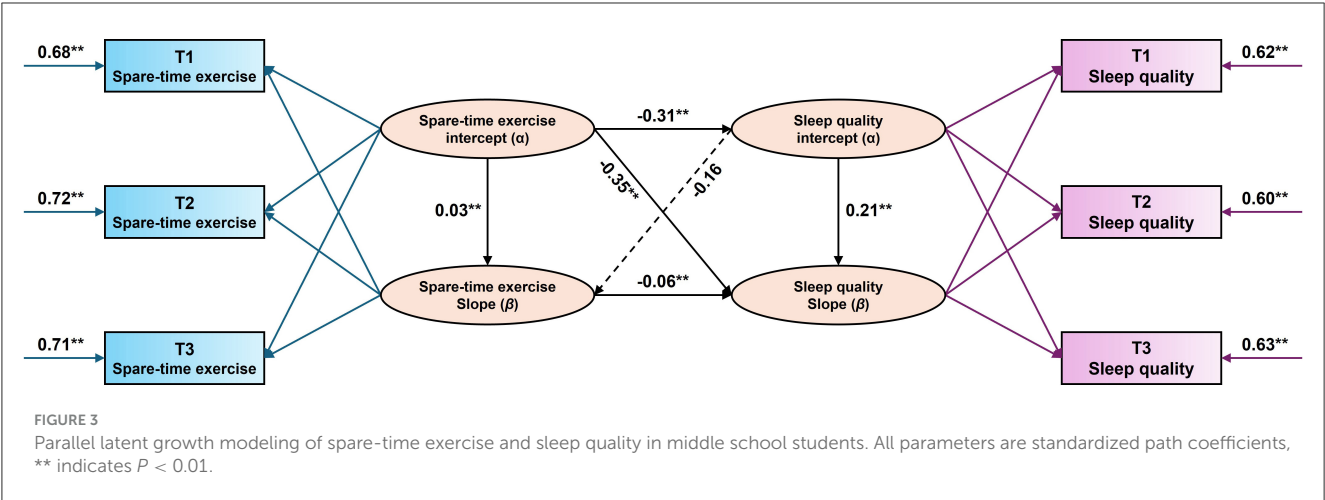 0.68**
T1
Spare-time exercise
0.72**
T2
Spare-time exercise
0.71**
T3
Spare-time exercise
Spare-time exercise
intercept (α)
0.03**
Spare-time exercise
Slope (β)
-0.31**
-0.35**
-0.16
-0.06**
Sleep quality
intercept (α)
0.21**
Sleep quality
Slope (β)
T1
Sleep quality
0.62**
T2
Sleep quality
0.60**
T3
Sleep quality
0.63**
FIGURE 3
Parallel latent growth modeling of spare-time exercise and sleep quality in middle school students. All parameters are standardized path coefficients,
** indicates P < 0.01.